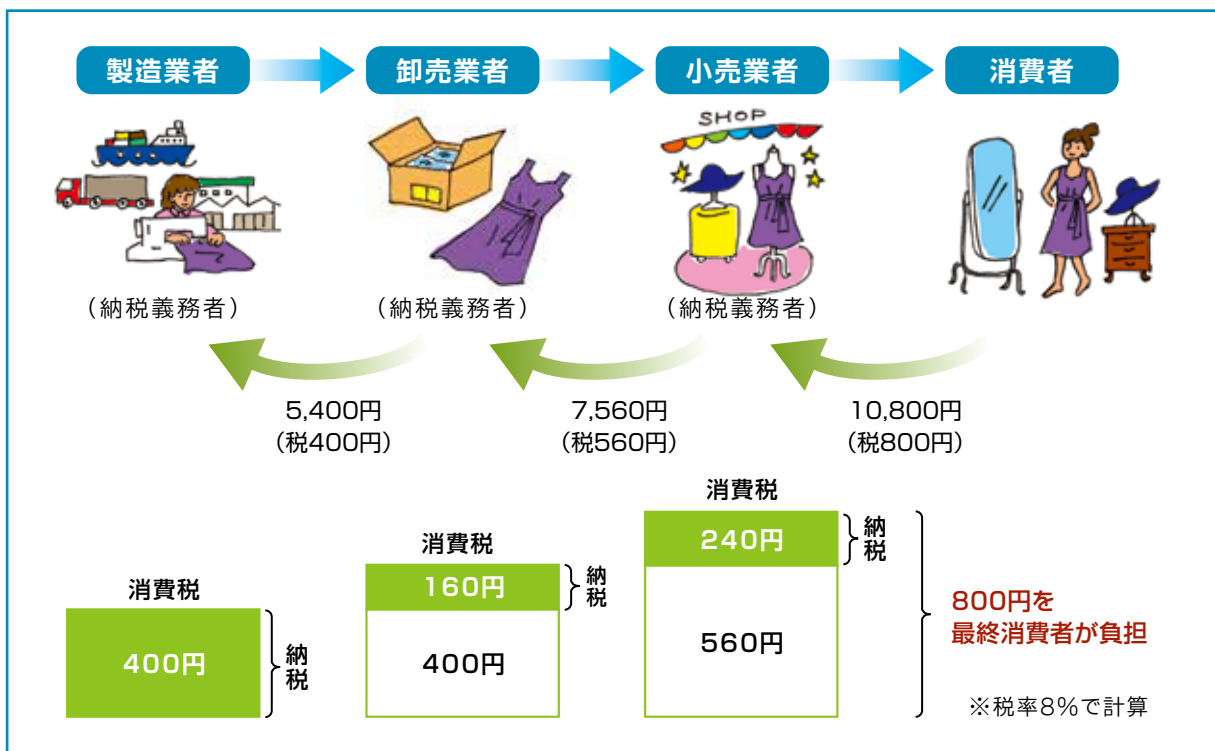 製造業者
卸売業者
小売業者
消費者
SHOP
(納税義務者)
(納税義務者)
(納税義務者)
5,400円
(税400円)
7,560円
(税560円)
10,800円
(税800円)
消費税
400円
納税
消費税
160円
400円
納税
消費税
240円
560円
納税
800円を
最終消費者が負担
※税率8%で計算